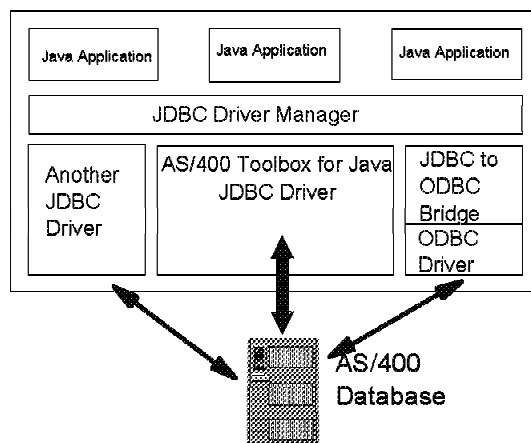 Java Application
Java Application
Java Application
JDBC Driver Manager
Another
JDBC
Driver
AS/400 Toolbox for Java
JDBC Driver
JDBC to
ODBC
Bridge
ODBC
Driver
AS/400
Database